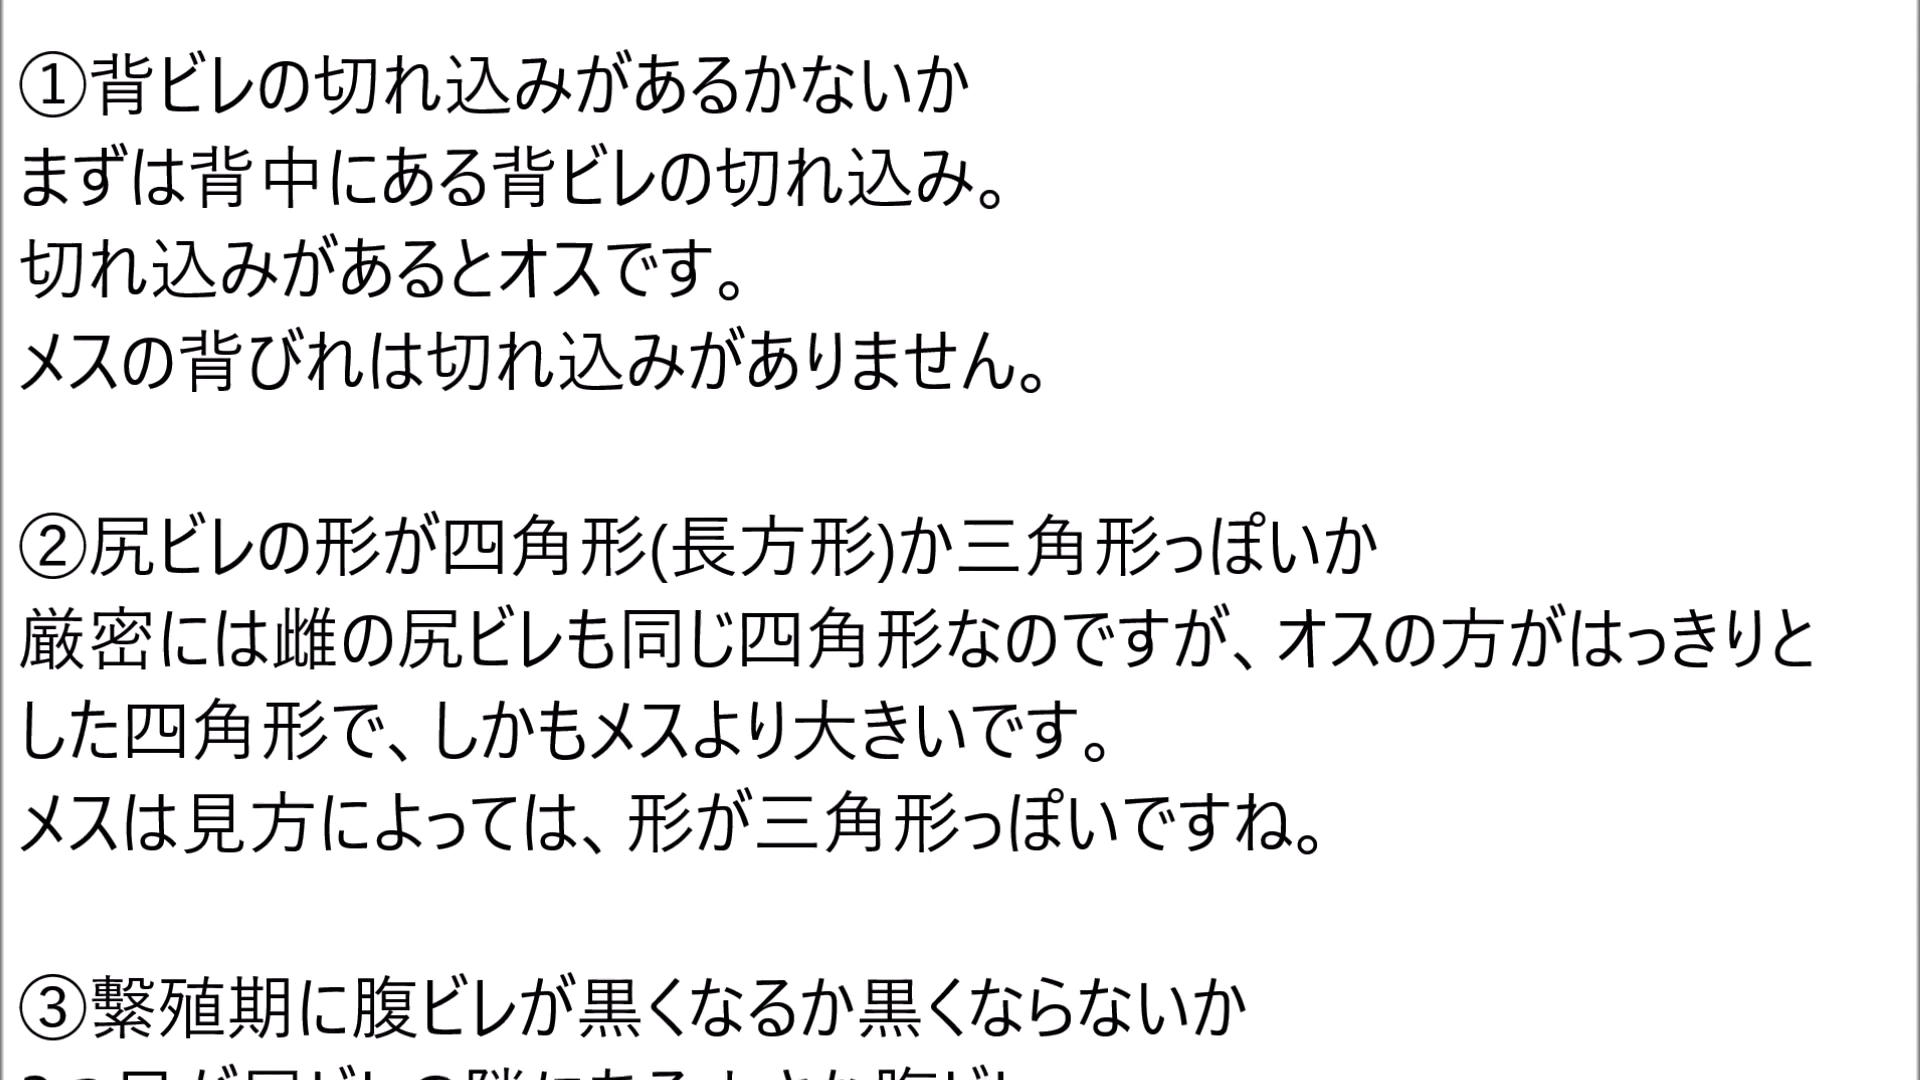 ①背ビレの切れ込みがあるかないか
まずは背中にある背ビレの切れ込み。
切れ込みがあるとオスです。
メスの背びれは切れ込みがありません。
②尻ビレの形が四角形(長方形)か三角形っぽいか
厳密には雌の尻ビレも同じ四角形なのですが、オスの方がはっきりと
した四角形で、しかもメスより大きいです。
メスは見方によっては、形が三角形っぽいですね。
③繫殖期に腹ビレが黒くなるか黒くならないか